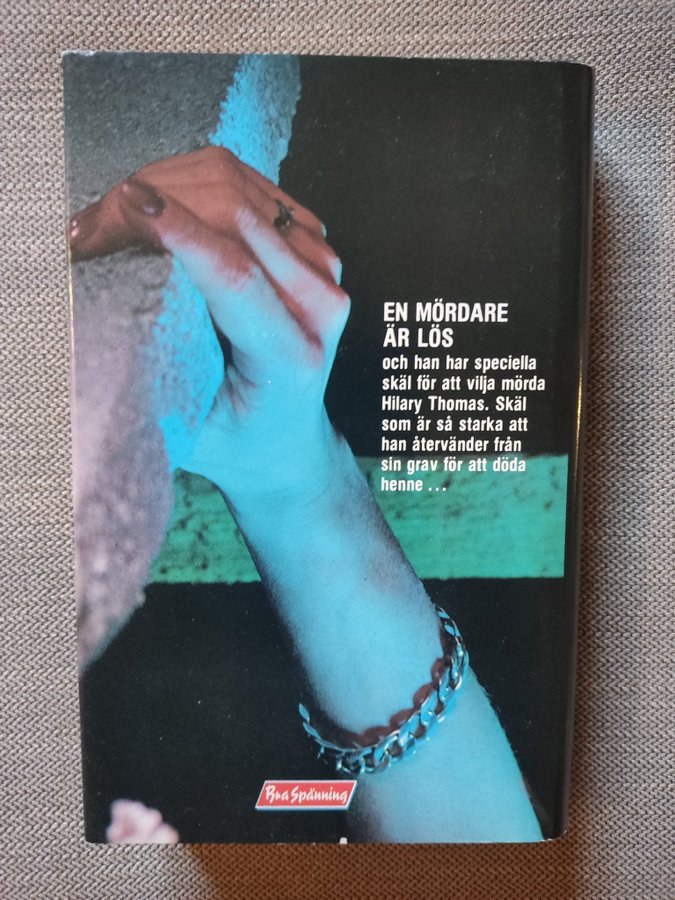 EN MÖRDARE
ÄR LÖS
och han har speciella
skäl för att vilja mörda
Hilary Thomas. Skäl
som är så starka att
han återvänder från
sin grav för att döda
henne ...
Bra Spänning